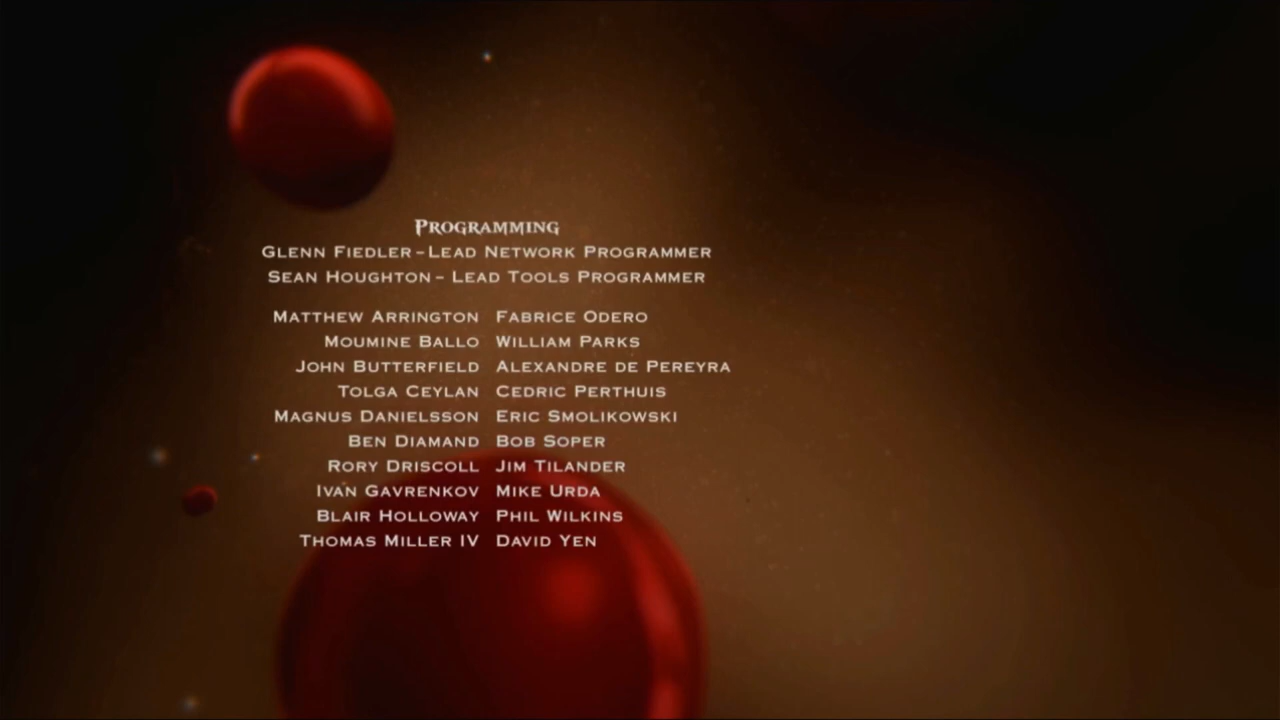 PROGRAMMING
GLENN FIEDLER – LEAD NETWORK PROGRAMMER
SEAN HOUGHTON – LEAD TOOLS PROGRAMMER
MATTHEW ARRINGTON FABRICE ODERO
MOUMINE BALLO WILLIAM PARKS
JOHN BUTTERFIELD ALEXANDRE DE PEREYRA
TOLGA CEYLAN CEDRIC PERTHUIS
MAGNUS DANIELSSON ERIC SMOLIKOWSKI
BEN DIAMAND BOB SOPER
RORY DRISCOLL JIM TILANDER
IVAN GAVRENKOV MIKE URDA
BLAIR HOLLOWAY PHIL WILKINS
THOMAS MILLER IV DAVID YEN